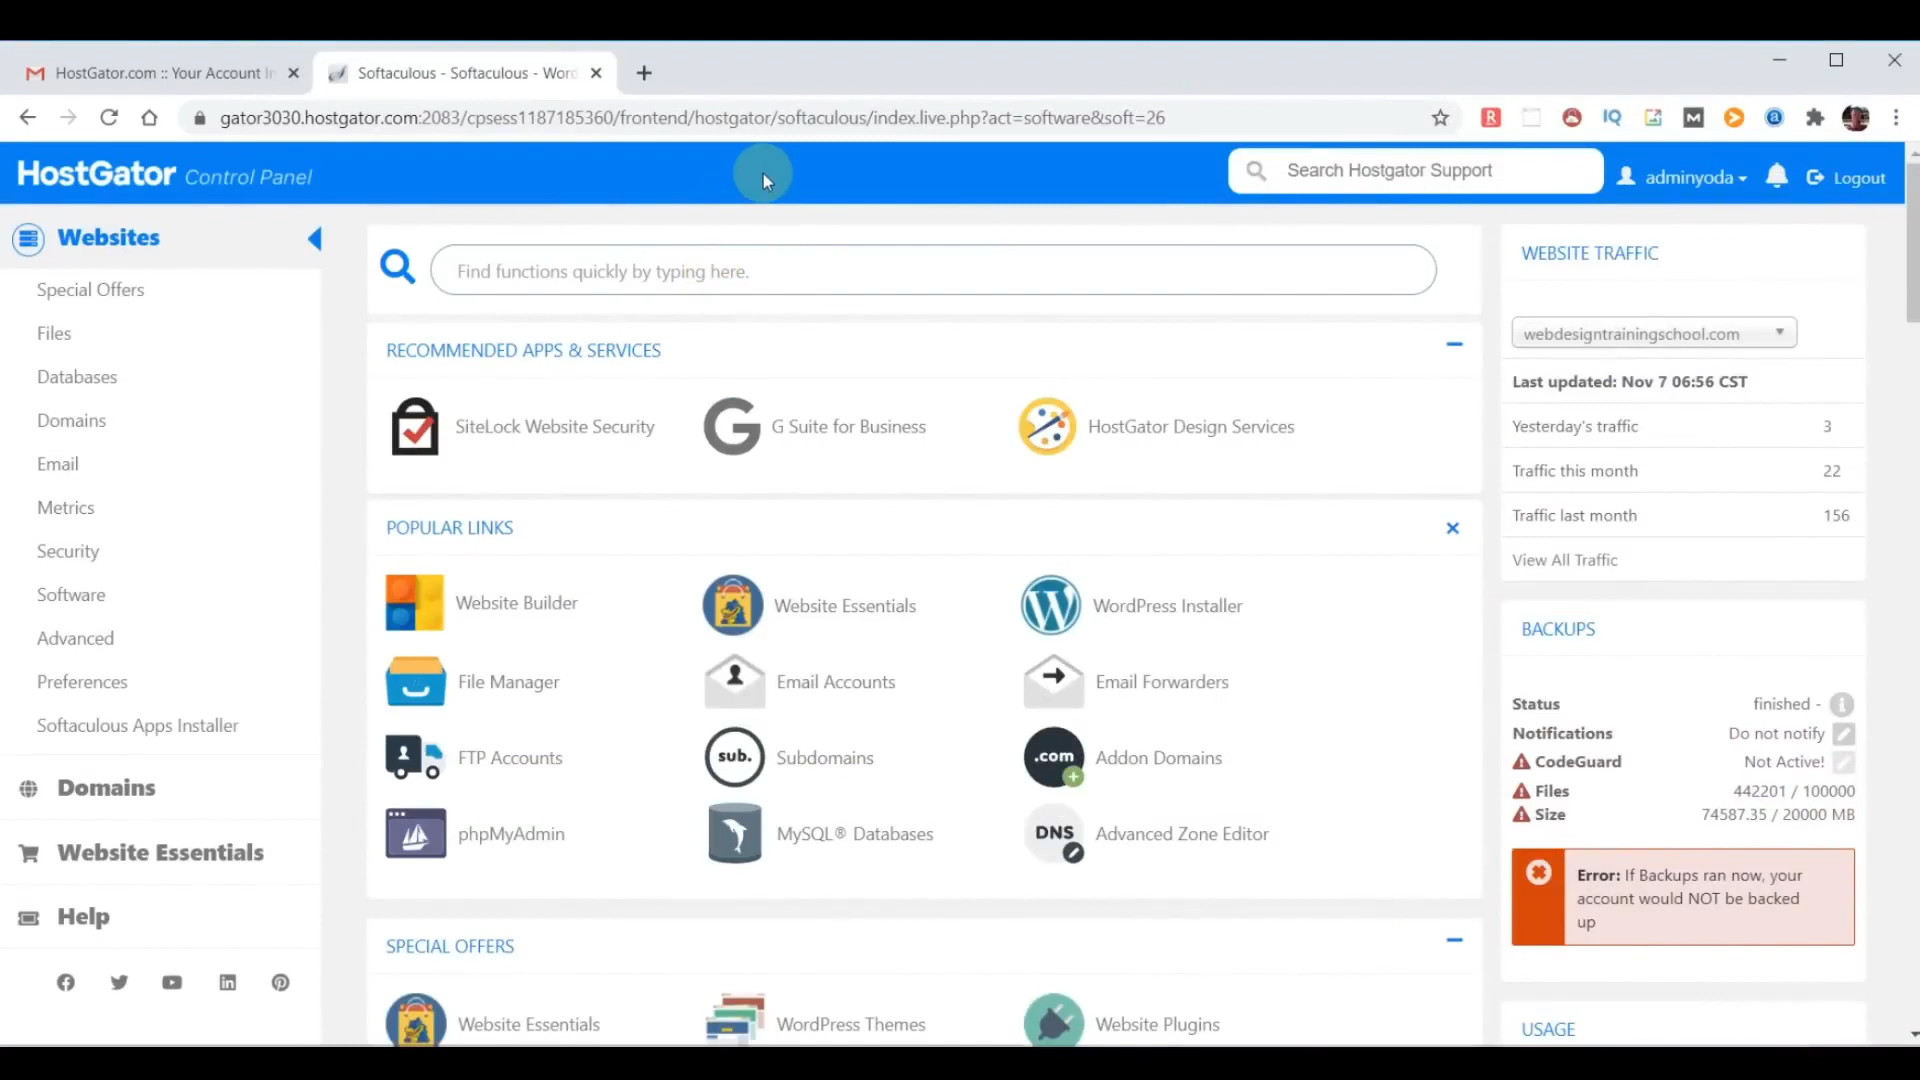 HostGator.com :: Your Account In
Softaculous - Softaculous - Word
gator3030.hostgator.com:2083/cpsess1187185360/frontend/hostgator/softaculous/index.live.php?act=software&soft=26
HostGator Control Panel
Search Hostgator Support
adminyoda
Logout
Websites
Special Offers
Files
Databases
Domains
Email
Metrics
Security
Software
Advanced
Preferences
Softaculous Apps Installer
Domains
Website Essentials
Help
Find functions quickly by typing here.
RECOMMENDED APPS & SERVICES
SiteLock Website Security
G Suite for Business
HostGator Design Services
POPULAR LINKS
Website Builder
Website Essentials
WordPress Installer
File Manager
Email Accounts
Email Forwarders
FTP Accounts
sub.
Subdomains
.com
Addon Domains
phpMyAdmin
MySQL® Databases
DNS
Advanced Zone Editor
SPECIAL OFFERS
Website Essentials
WordPress Themes
Website Plugins
WEBSITE TRAFFIC
webdesigntrainingschool.com
Last updated: Nov 7 06:56 CST
Yesterday's traffic 3
Traffic this month 22
Traffic last month 156
View All Traffic
BACKUPS
Status finished -
Notifications Do not notify
CodeGuard Not Active!
Files 442201 / 100000
Size 74587.35 / 20000 MB
Error: If Backups ran now, your
account would NOT be backed
up
USAGE